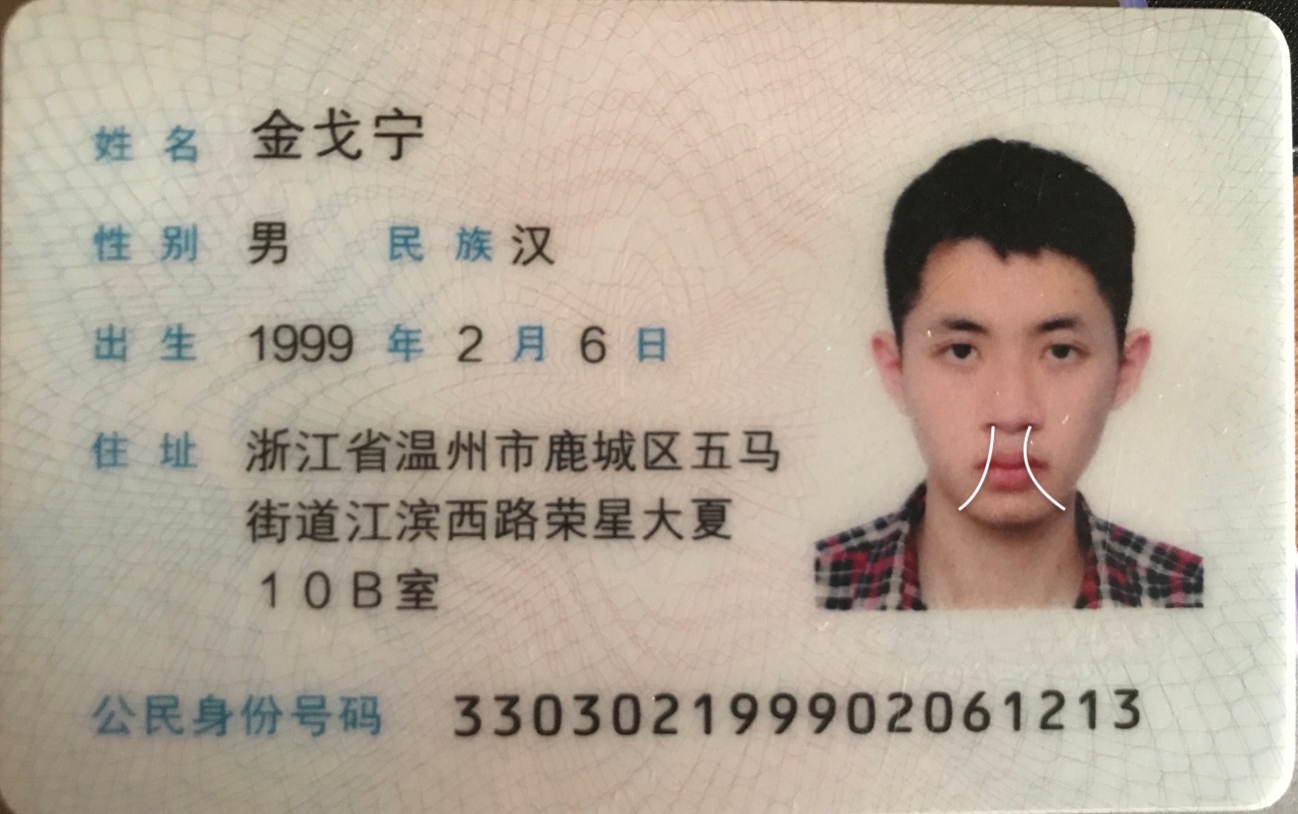 姓名 金戈宁
性别 男 民族 汉
出生 1999 年 2 月 6 日
住址 浙江省温州市鹿城区五马
街道江滨西路荣星大夏
10B室
公民身份号码 330302199902061213